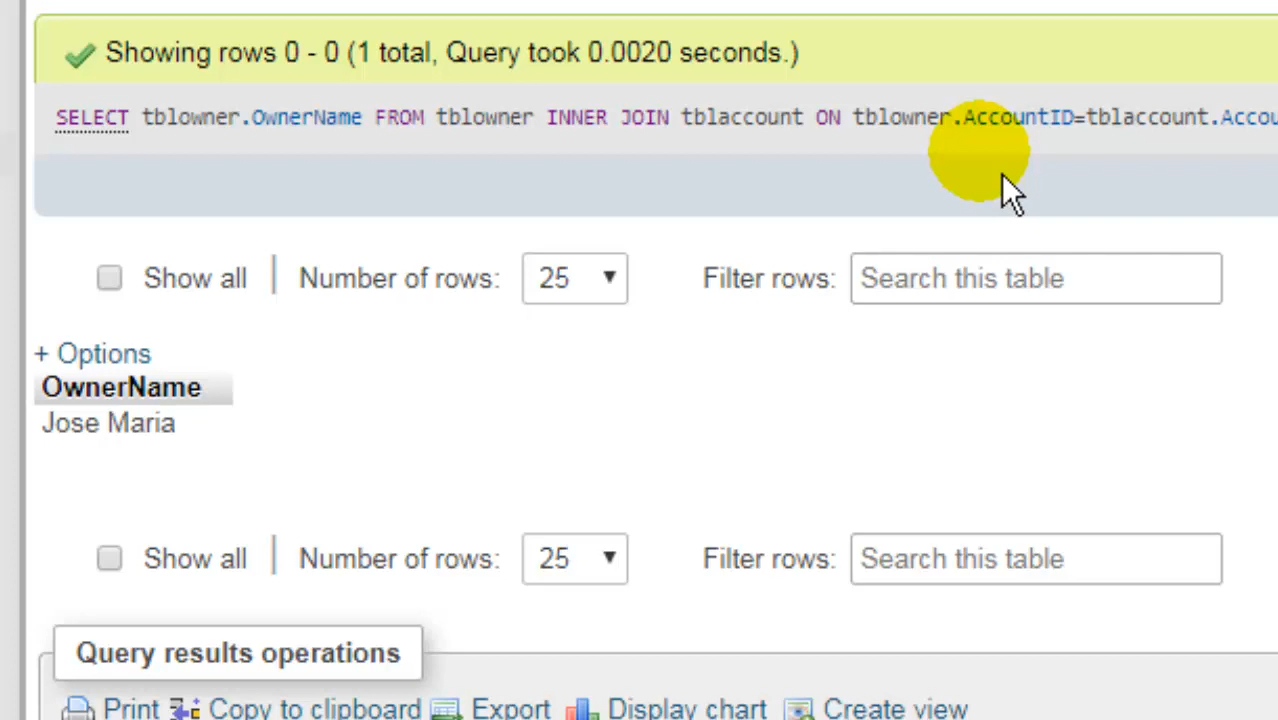 Showing rows 0 - 0 (1 total, Query took 0.0020 seconds.)
SELECT tblowner.OwnerName FROM tblowner INNER JOIN tblaccount ON tblowner.AccountID=tblaccount.Accou
Show all Number of rows: 25 Filter rows: Search this table
+ Options
OwnerName
Jose Maria
Show all Number of rows: 25 Filter rows: Search this table
Query results operations
Print Copy to clipboard Export Display chart Create view